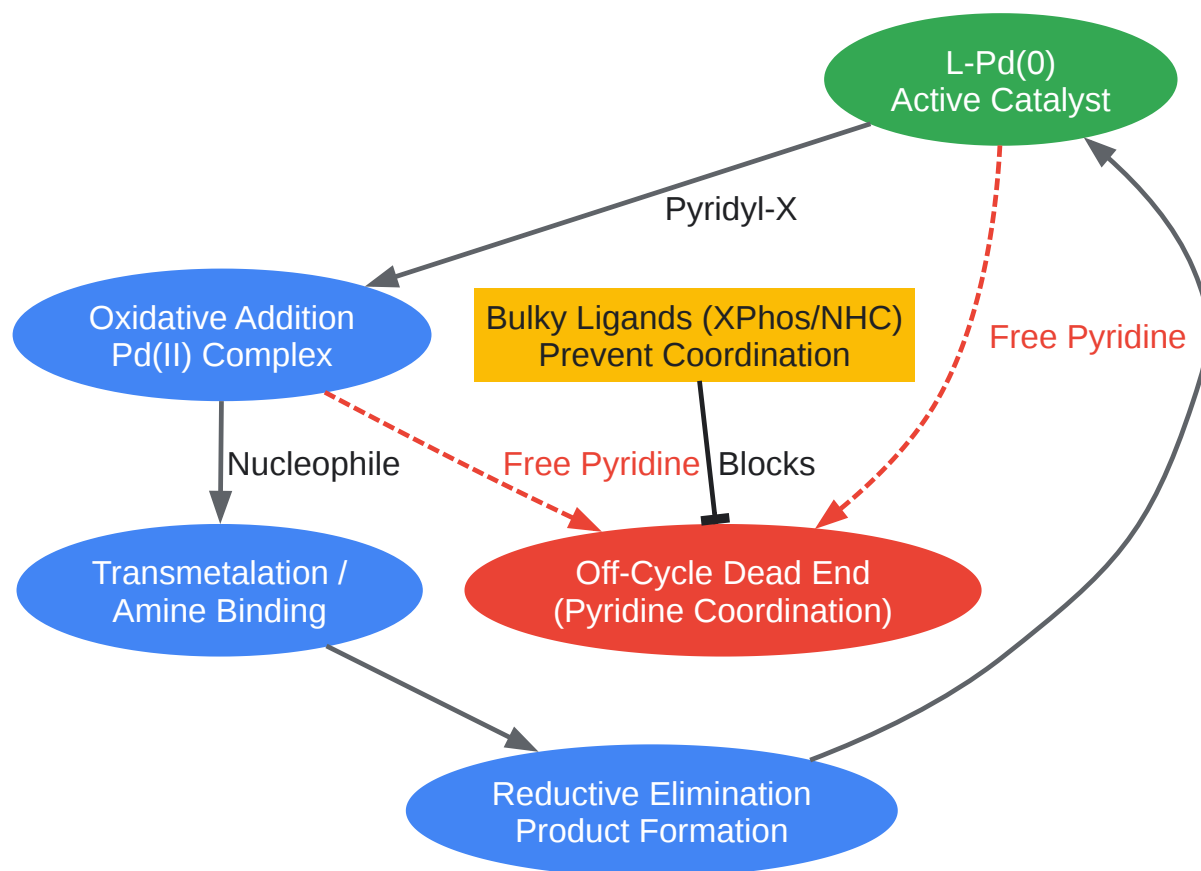 L-Pd(0)
Active Catalyst
Pyridyl-X
Oxidative Addition
Pd(II) Complex
Bulky Ligands (XPhos/NHC)
Prevent Coordination
Free Pyridine
Nucleophile
Free Pyridine
Blocks
Transmetalation /
Amine Binding
Off-Cycle Dead End
(Pyridine Coordination)
Reductive Elimination
Product Formation